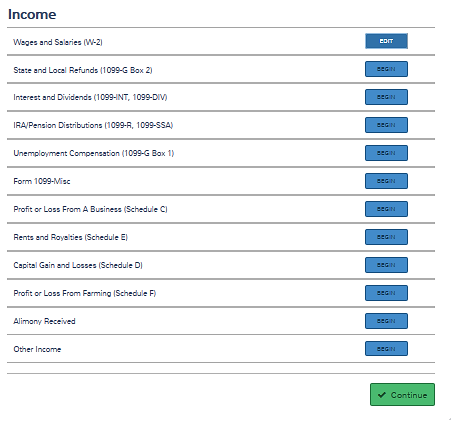 Income
Wages and Salaries (W-2)
EDIT
State and Local Refunds (1099-G Box 2)
BEGIN
Interest and Dividends (1099-INT, 1099-DIV)
BEGIN
IRA/Pension Distributions (1099-R, 1099-SSA)
BEGIN
Unemployment Compensation (1099-G Box 1)
BEGIN
Form 1099-Misc
BEGIN
Profit or Loss From A Business (Schedule C)
BEGIN
Rents and Royalties (Schedule E)
BEGIN
Capital Gain and Losses (Schedule D)
BEGIN
Profit or Loss From Farming (Schedule F)
BEGIN
Alimony Received
BEGIN
Other Income
BEGIN
Continue